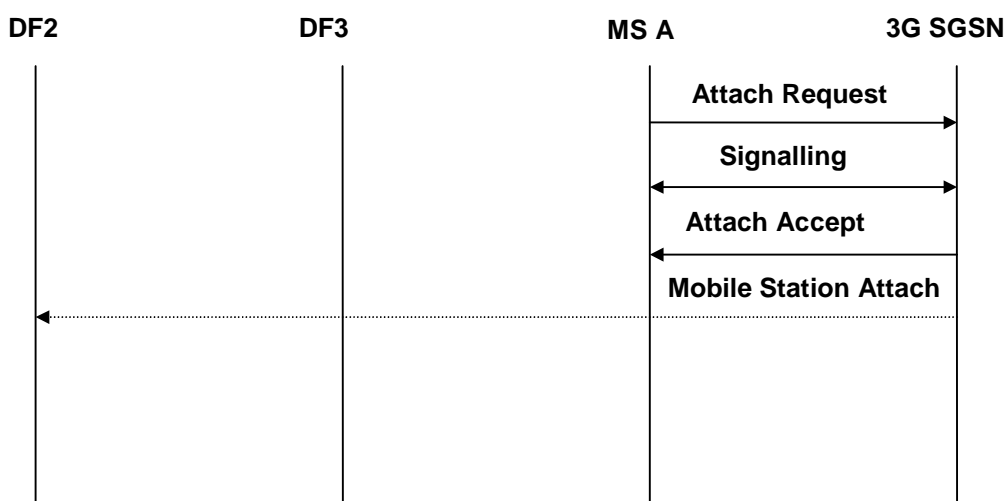 DF2 DF3 MS A 3G SGSN
Attach Request
Signalling
Attach Accept
Mobile Station Attach